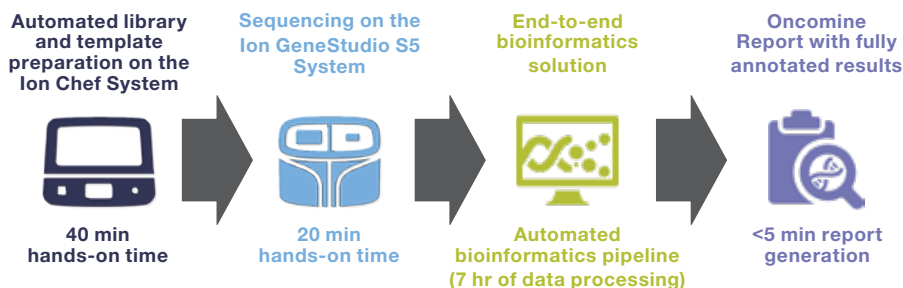 Automated library
and template
preparation on the
Ion Chef System
Sequencing on the
Ion GeneStudio S5
System
End-to-end
bioinformatics
solution
Oncomine
Report with fully
annotated results
40 min
hands-on time
20 min
hands-on time
Automated
bioinformatics pipeline
(7 hr of data processing)
<5 min report
generation